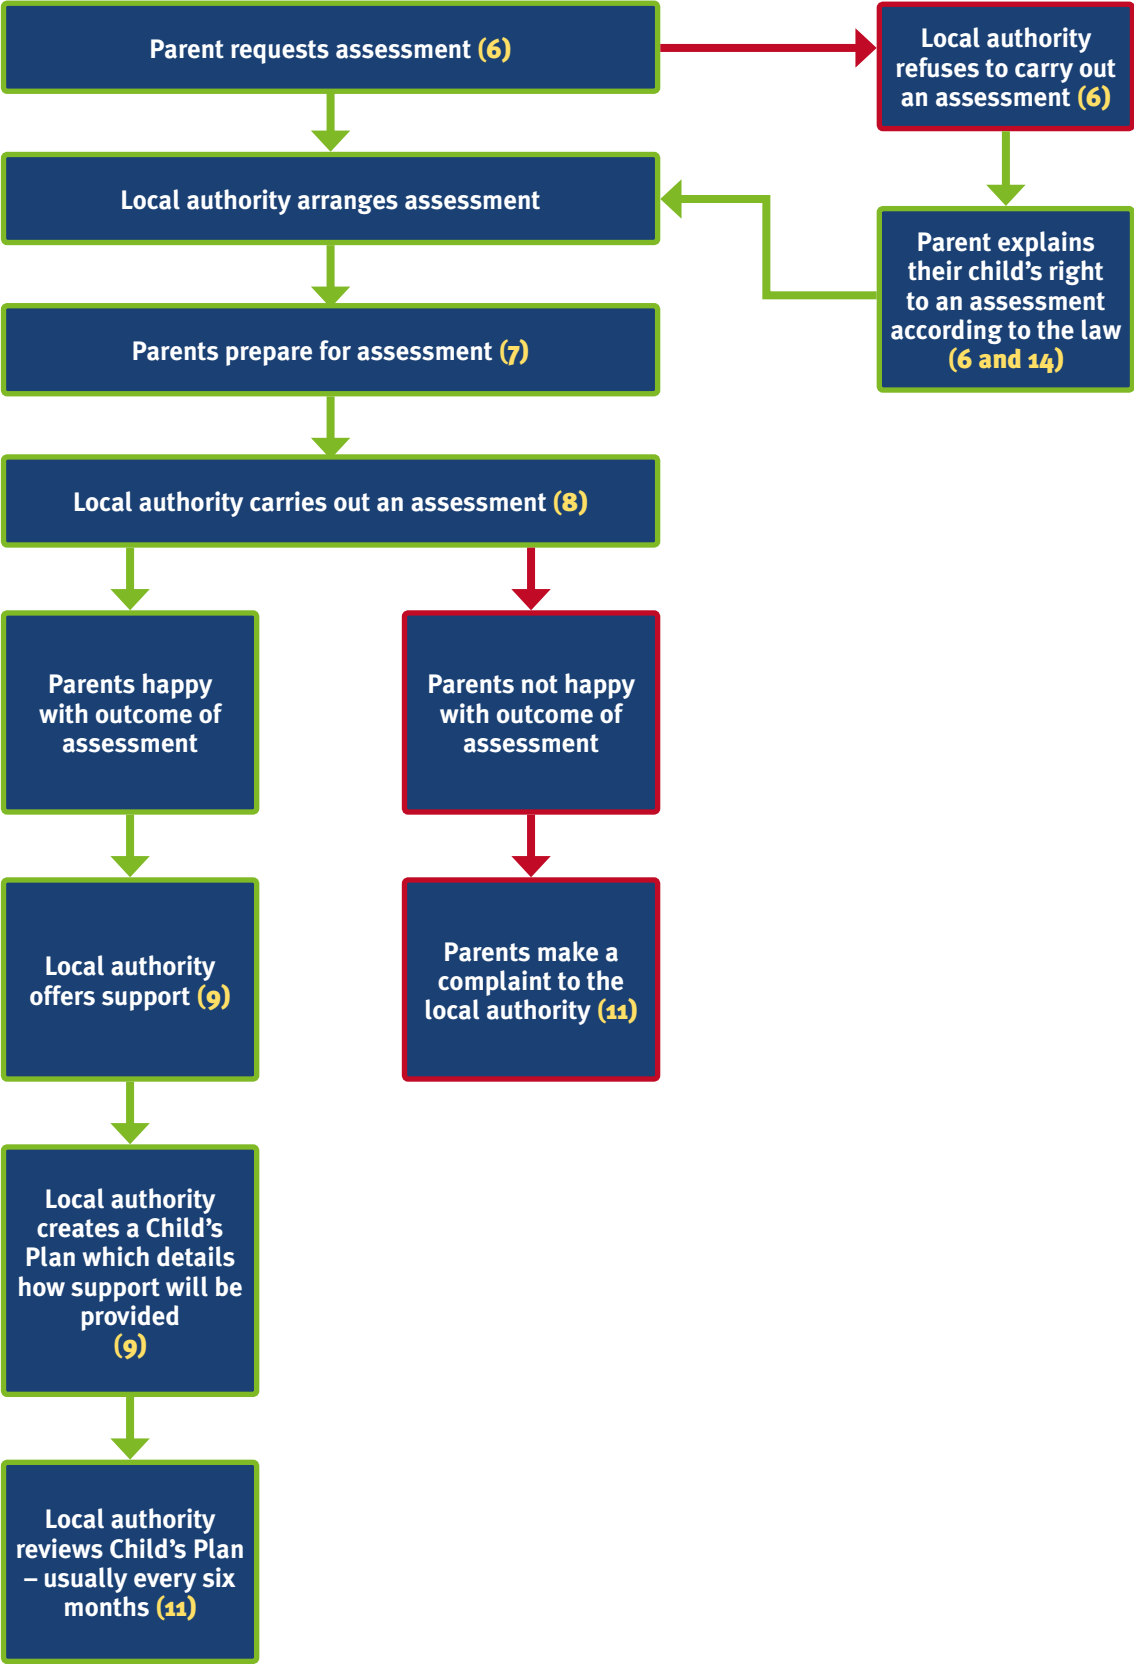 Parent requests assessment (6)
Local authority
refuses to carry out
an assessment (6)
Local authority arranges assessment
Parent explains
their child’s right
to an assessment
according to the law
(6 and 14)
Parents prepare for assessment (7)
Local authority carries out an assessment (8)
Parents happy
with outcome of
assessment
Parents not happy
with outcome of
assessment
Local authority
offers support (9)
Parents make a
complaint to the
local authority (11)
Local authority
creates a Child’s
Plan which details
how support will be
provided
(9)
Local authority
reviews Child’s Plan
– usually every six
months (11)